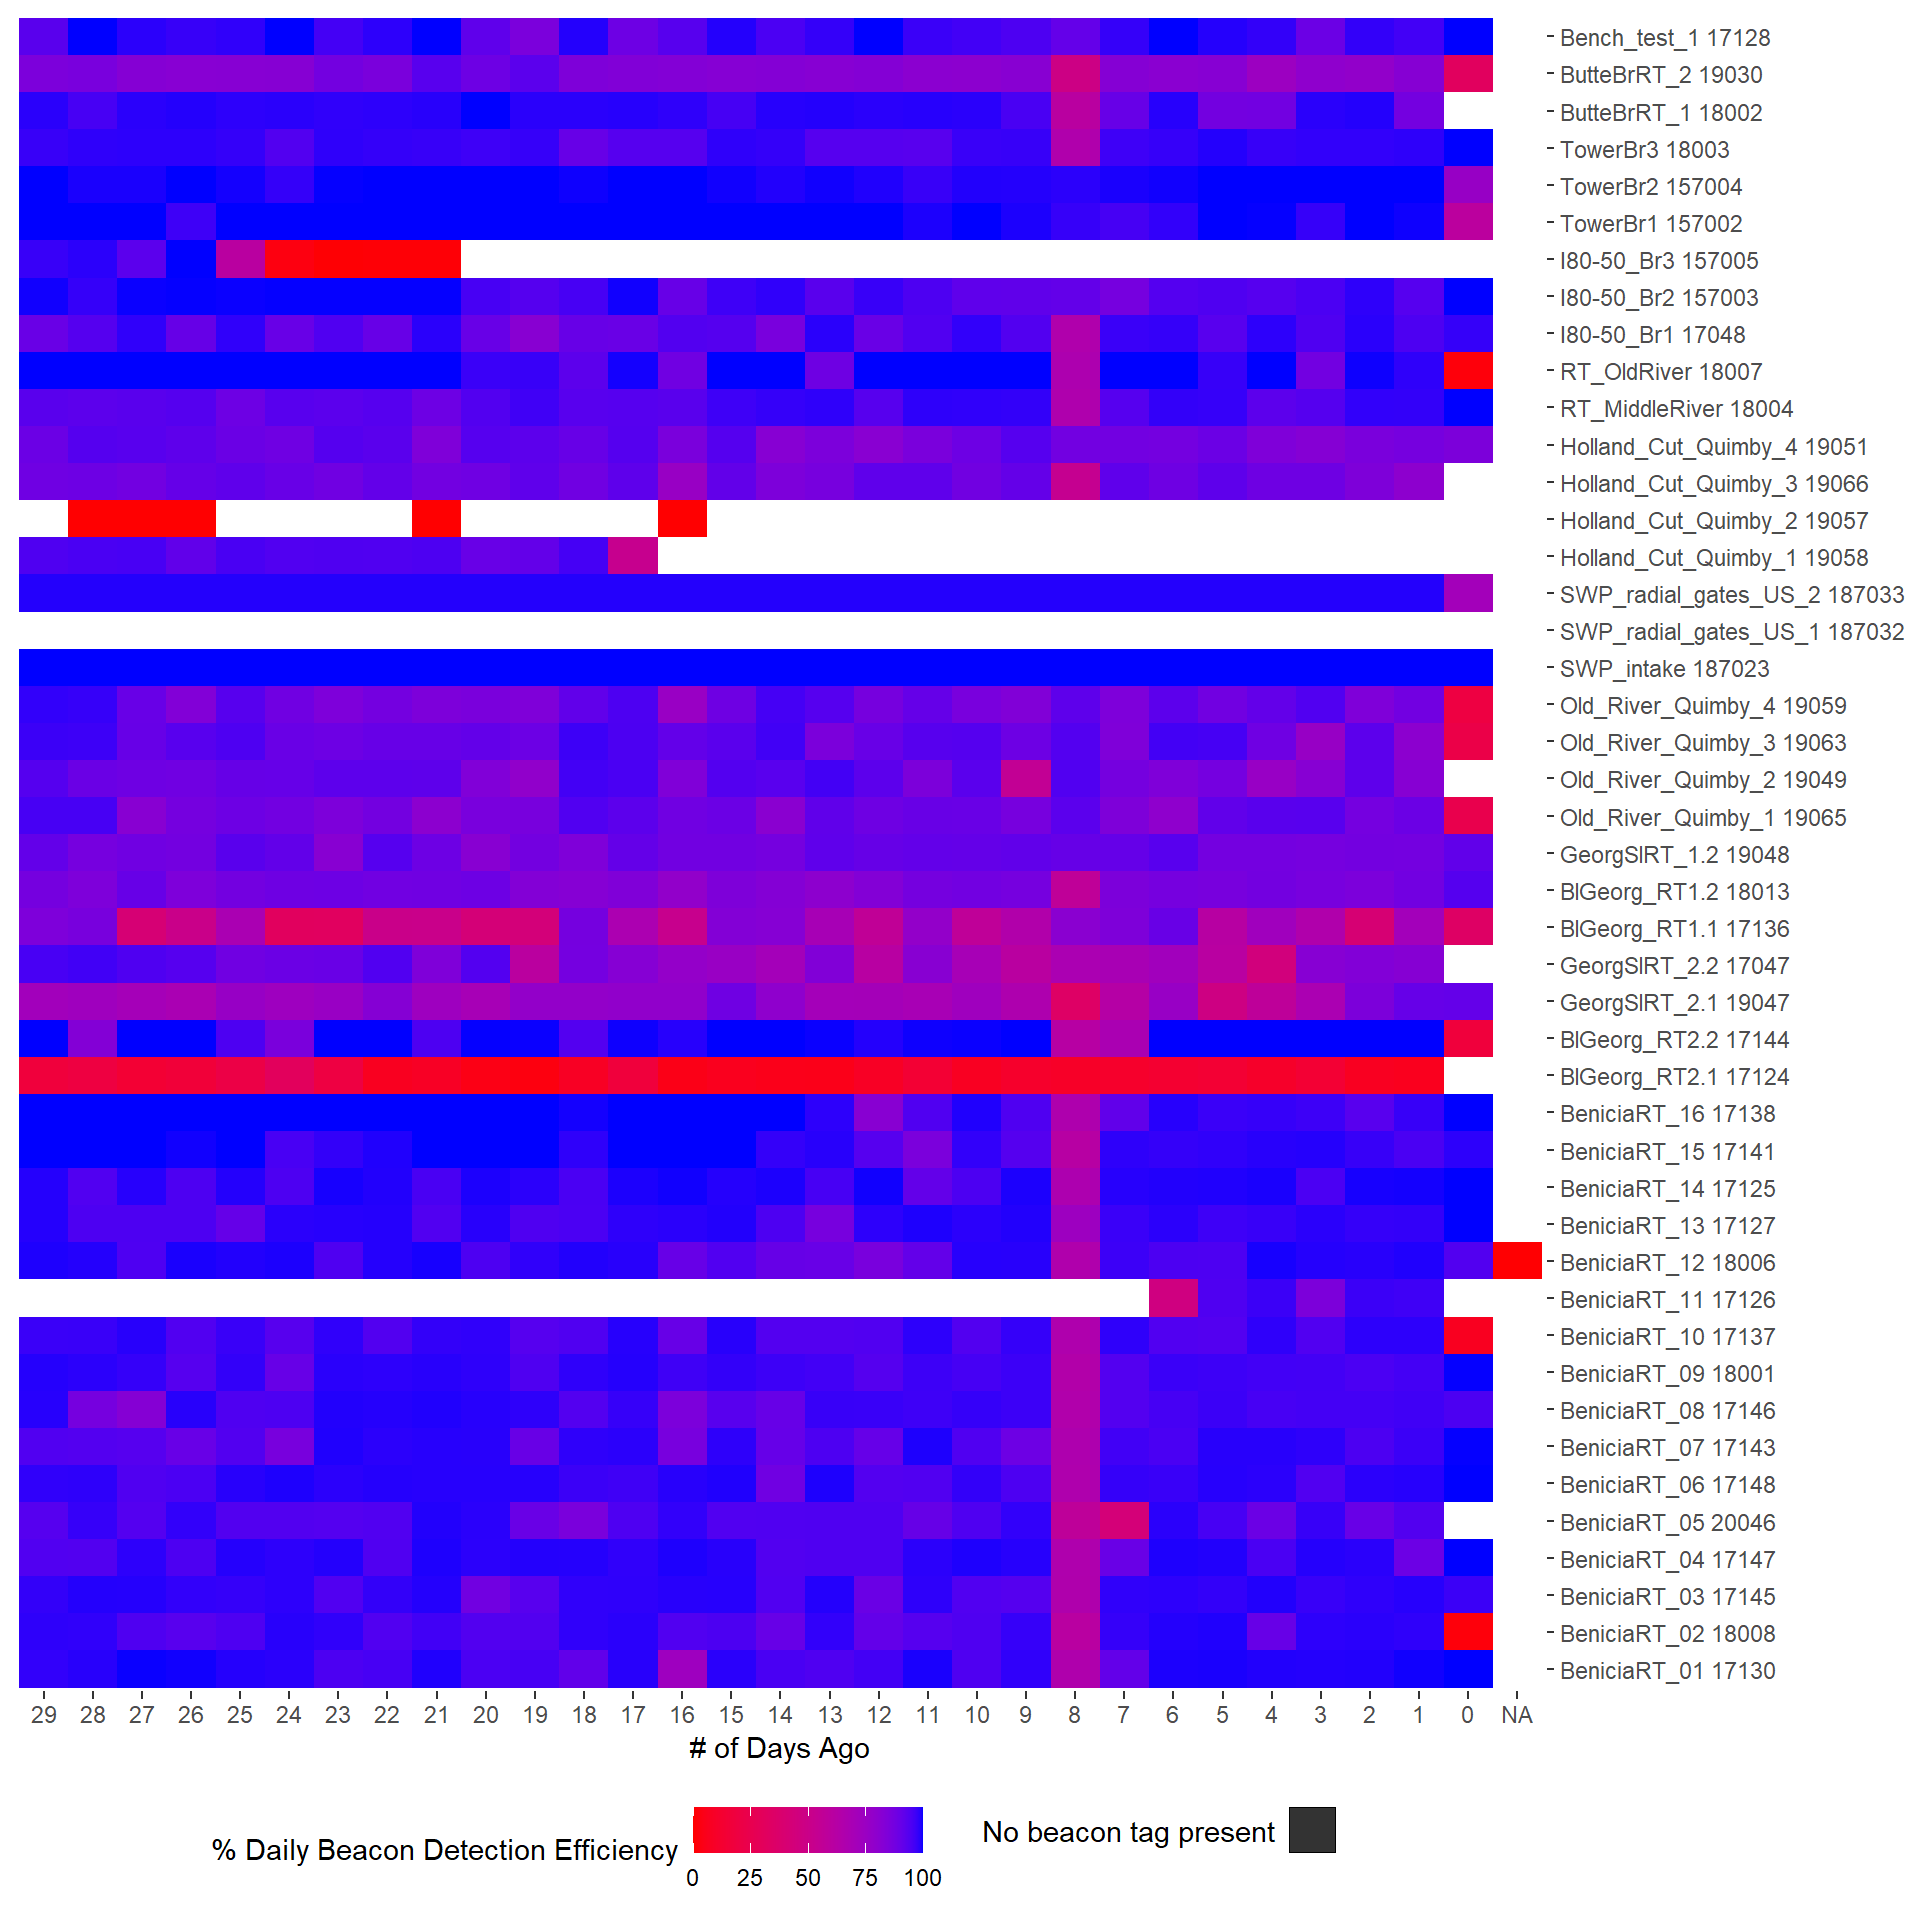 Bench_test_1 17128
ButteBrRT_2 19030
ButteBrRT_1 18002
TowerBr3 18003
TowerBr2 157004
TowerBr1 157002
I80-50_Br3 157005
I80-50_Br2 157003
I80-50_Br1 17048
RT_OldRiver 18007
RT_MiddleRiver 18004
Holland_Cut_Quimby_4 19051
Holland_Cut_Quimby_3 19066
Holland_Cut_Quimby_2 19057
Holland_Cut_Quimby_1 19058
SWP_radial_gates_US_2 187033
SWP_radial_gates_US_1 187032
SWP_intake 187023
Old_River_Quimby_4 19059
Old_River_Quimby_3 19063
Old_River_Quimby_2 19049
Old_River_Quimby_1 19065
GeorgSlRT_1.2 19048
BlGeorg_RT1.2 18013
BlGeorg_RT1.1 17136
GeorgSlRT_2.2 17047
GeorgSlRT_2.1 19047
BlGeorg_RT2.2 17144
BlGeorg_RT2.1 17124
BeniciaRT_16 17138
BeniciaRT_15 17141
BeniciaRT_14 17125
BeniciaRT_13 17127
BeniciaRT_12 18006
BeniciaRT_11 17126
BeniciaRT_10 17137
BeniciaRT_09 18001
BeniciaRT_08 17146
BeniciaRT_07 17143
BeniciaRT_06 17148
BeniciaRT_05 20046
BeniciaRT_04 17147
BeniciaRT_03 17145
BeniciaRT_02 18008
BeniciaRT_01 17130
29 28 27 26 25 24 23 22 21 20 19 18 17 16 15 14 13 12 11 10 9 8 7 6 5 4 3 2 1 0 NA
# of Days Ago
% Daily Beacon Detection Efficiency
0 25 50 75 100
No beacon tag present